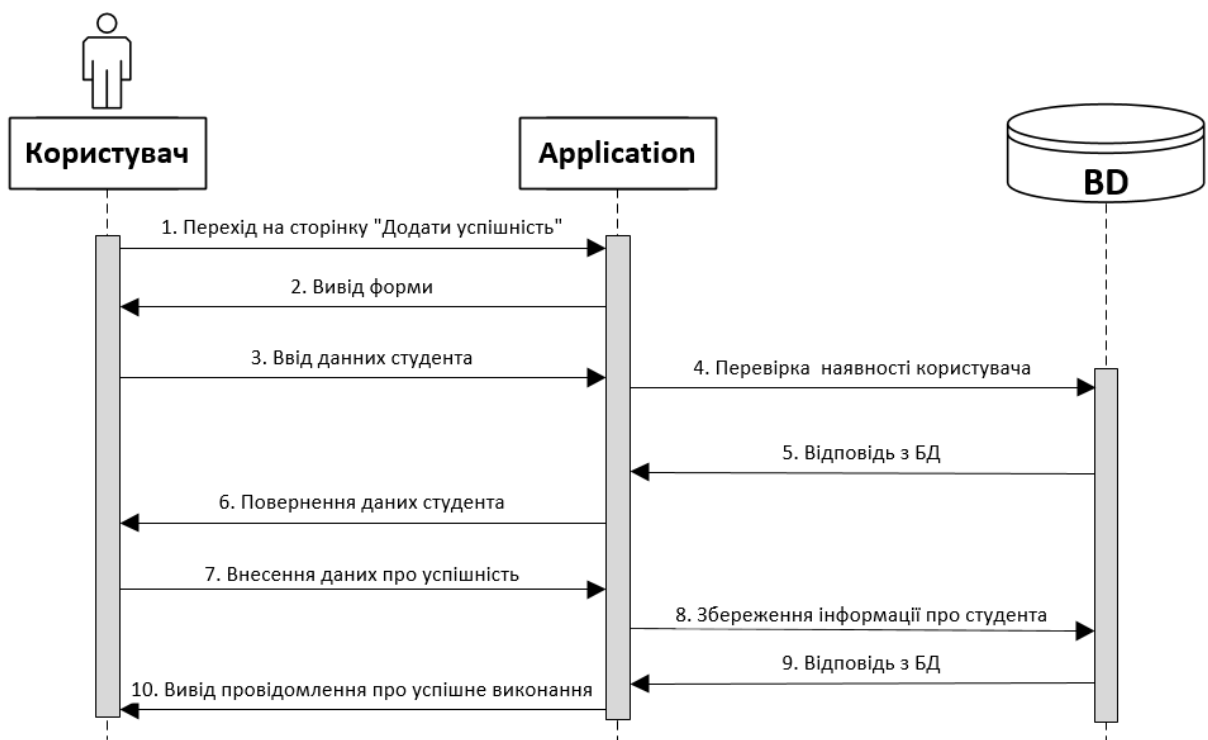 Користувач
Application
BD
1. Перехід на сторінку "Додати успішність"
2. Вивід форми
3. Ввід данних студента
4. Перевірка наявності користувача
5. Відповідь з БД
6. Повернення даних студента
7. Внесення даних про успішність
8. Збереження інформації про студента
9. Відповідь з БД
10. Вивід провідомлення про успішне виконання